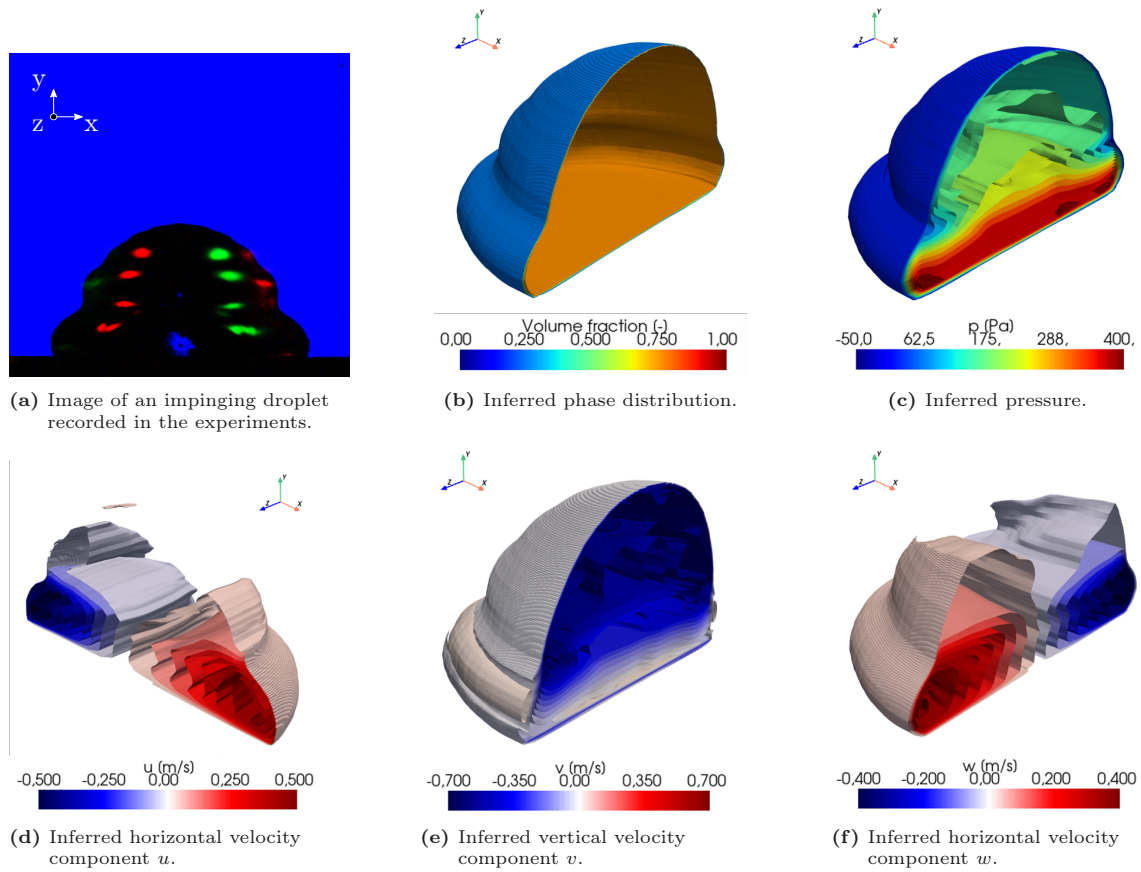 y
z x
Y
Z X
Y
Z X
Volume fraction (-)
0,00 0,250 0,500 0,750 1,00
p (Pa)
-50,0 62,5 175, 288, 400,
(a) Image of an impinging droplet
recorded in the experiments.
(b) Inferred phase distribution.
(c) Inferred pressure.
Y
Z X
Y
Z X
Y
Z X
u (m/s)
-0,500 -0,250 0,00 0,250 0,500
v (m/s)
-0,700 -0,350 0,00 0,350 0,700
w (m/s)
-0,400 -0,200 0,00 0,200 0,400
(d) Inferred horizontal velocity
component u.
(e) Inferred vertical velocity
component v.
(f) Inferred horizontal velocity
component w.